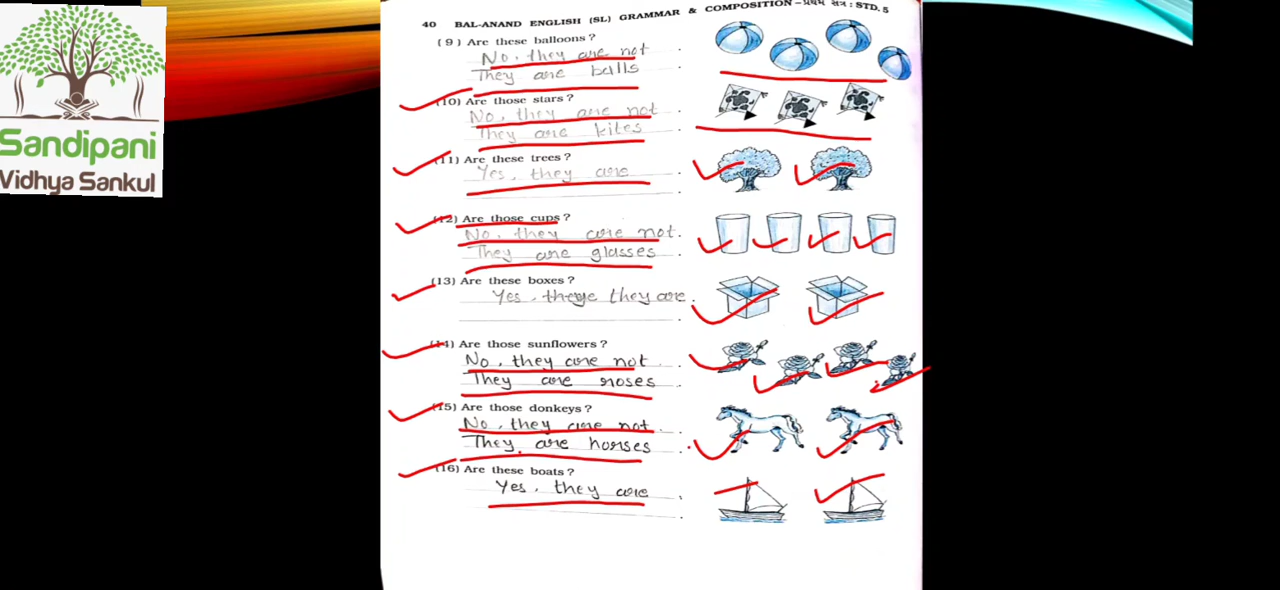 Sandipani
Vidhya Sankul
40 BAL-ANAND ENGLISH (SL) GRAMMAR & COMPOSITION – પ્રથમ સત્ર : STD. 5
(9) Are these balloons ?
No, they are not .
They are balls .
(10) Are those stars ?
No, they are not .
They are kites .
(11) Are these trees ?
Yes, they are .
(12) Are those cups ?
No, they are not .
They are glasses .
(13) Are these boxes ?
Yes, they are .
(14) Are those sunflowers ?
No, they are not .
They are roses .
(15) Are those donkeys ?
No, they are not .
They are horses .
(16) Are these boats ?
Yes, they are .